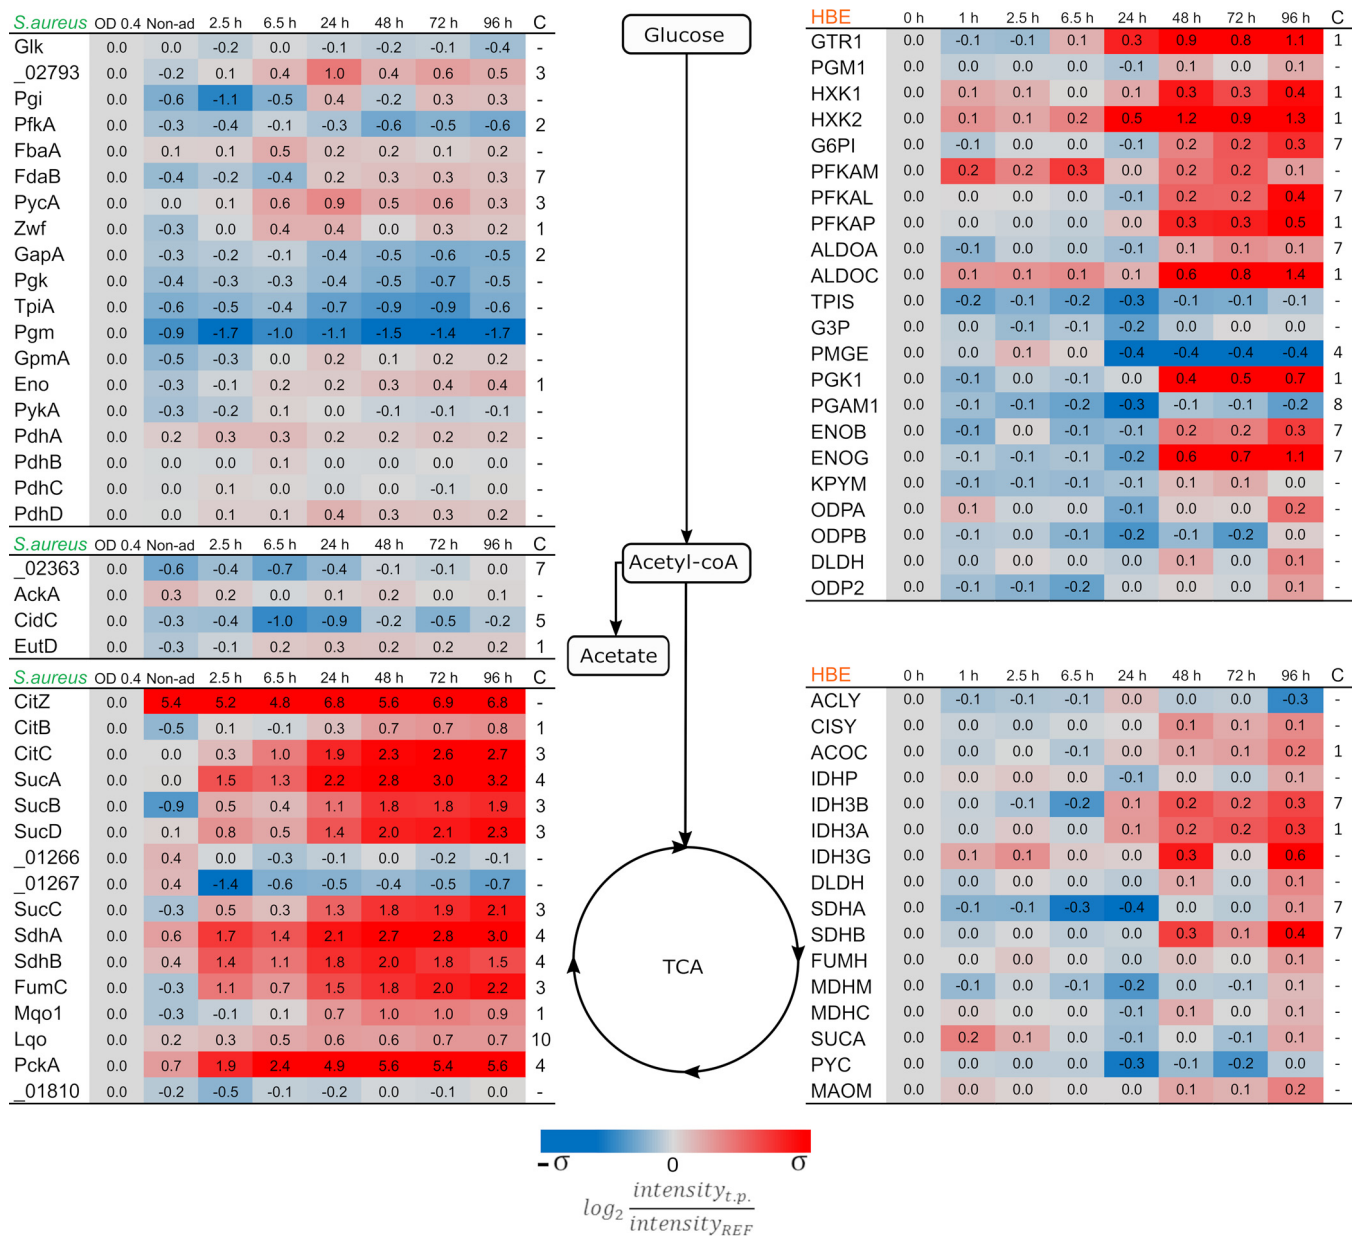 S.aureus OD 0.4 Non-ad 2.5 h 6.5 h 24 h 48 h 72 h 96 h C
Glk 0.0 0.0 -0.2 0.0 -0.1 -0.2 -0.1 -0.4 -
_02793 0.0 -0.2 0.1 0.4 1.0 0.4 0.6 0.5 3
Pgi 0.0 -0.6 -1.1 -0.5 0.4 -0.2 0.3 0.3 -
PfkA 0.0 -0.3 -0.4 -0.1 -0.3 -0.6 -0.5 -0.6 2
FbaA 0.0 0.1 0.1 0.5 0.2 0.2 0.1 0.2 -
FdaB 0.0 -0.4 -0.2 -0.4 0.2 0.3 0.3 0.3 7
PycA 0.0 0.0 0.1 0.6 0.9 0.5 0.6 0.3 3
Zwf 0.0 -0.3 0.0 0.4 0.4 0.0 0.3 0.2 1
GapA 0.0 -0.3 -0.2 -0.1 -0.4 -0.5 -0.6 -0.5 2
Pgk 0.0 -0.4 -0.3 -0.3 -0.4 -0.5 -0.7 -0.5 -
TpiA 0.0 -0.6 -0.5 -0.4 -0.7 -0.9 -0.9 -0.6 -
Pgm 0.0 -0.9 -1.7 -1.0 -1.1 -1.5 -1.4 -1.7 -
GpmA 0.0 -0.5 -0.3 0.0 0.2 0.1 0.2 0.2 -
Eno 0.0 -0.3 -0.1 0.2 0.2 0.3 0.4 0.4 1
PykA 0.0 -0.3 -0.2 0.1 0.0 -0.1 -0.1 -0.1 -
PdhA 0.0 0.2 0.3 0.3 0.2 0.2 0.2 0.2 -
PdhB 0.0 0.0 0.0 0.1 0.0 0.0 0.0 0.0 -
PdhC 0.0 0.0 0.1 0.0 0.0 0.0 -0.1 0.0 -
PdhD 0.0 0.0 0.1 0.1 0.4 0.3 0.3 0.2 -
S.aureus OD 0.4 Non-ad 2.5 h 6.5 h 24 h 48 h 72 h 96 h C
_02363 0.0 -0.6 -0.4 -0.7 -0.4 -0.1 -0.1 0.0 7
AckA 0.0 0.3 0.2 0.0 0.1 0.2 0.0 0.1 -
CidC 0.0 -0.3 -0.4 -1.0 -0.9 -0.2 -0.5 -0.2 5
EutD 0.0 -0.3 -0.1 0.2 0.3 0.2 0.2 0.2 1
S.aureus OD 0.4 Non-ad 2.5 h 6.5 h 24 h 48 h 72 h 96 h C
CitZ 0.0 5.4 5.2 4.8 6.8 5.6 6.9 6.8 -
CitB 0.0 -0.5 0.1 -0.1 0.3 0.7 0.7 0.8 1
CitC 0.0 0.0 0.3 1.0 1.9 2.3 2.6 2.7 3
SucA 0.0 0.0 1.5 1.3 2.2 2.8 3.0 3.2 4
SucB 0.0 -0.9 0.5 0.4 1.1 1.8 1.8 1.9 3
SucD 0.0 0.1 0.8 0.5 1.4 2.0 2.1 2.3 3
_01266 0.0 0.4 0.0 -0.3 -0.1 0.0 -0.2 -0.1 -
_01267 0.0 0.4 -1.4 -0.6 -0.5 -0.4 -0.5 -0.7 -
SucC 0.0 -0.3 0.5 0.3 1.3 1.8 1.9 2.1 3
SdhA 0.0 0.6 1.7 1.4 2.1 2.7 2.8 3.0 4
SdhB 0.0 0.4 1.4 1.1 1.8 2.0 1.8 1.5 4
FumC 0.0 -0.3 1.1 0.7 1.5 1.8 2.0 2.2 3
Mqo1 0.0 -0.3 -0.1 0.1 0.7 1.0 1.0 0.9 1
Lqo 0.0 0.2 0.3 0.5 0.6 0.6 0.7 0.7 10
PckA 0.0 0.7 1.9 2.4 4.9 5.6 5.4 5.6 4
_01810 0.0 -0.2 -0.5 -0.1 -0.2 0.0 -0.1 0.0 -
Glucose
Acetyl-coA
Acetate
TCA
HBE 0 h 1 h 2.5 h 6.5 h 24 h 48 h 72 h 96 h C
GTR1 0.0 -0.1 -0.1 0.1 0.3 0.9 0.8 1.1 1
PGM1 0.0 0.0 0.0 0.0 -0.1 0.1 0.0 0.1 -
HXK1 0.0 0.1 0.1 0.0 0.1 0.3 0.3 0.4 1
HXK2 0.0 0.1 0.1 0.2 0.5 1.2 0.9 1.3 1
G6PI 0.0 -0.1 0.0 0.0 -0.1 0.2 0.2 0.3 7
PFKAM 0.0 0.2 0.2 0.3 0.0 0.2 0.2 0.1 -
PFKAL 0.0 0.0 0.0 0.0 -0.1 0.2 0.2 0.4 7
PFKAP 0.0 0.0 0.0 0.0 0.0 0.3 0.3 0.5 1
ALDOA 0.0 -0.1 0.0 0.0 -0.1 0.1 0.1 0.1 7
ALDOC 0.0 0.1 0.1 0.1 0.1 0.6 0.8 1.4 1
TPIS 0.0 -0.2 -0.1 -0.2 -0.3 -0.1 -0.1 -0.1 -
G3P 0.0 0.0 -0.1 -0.1 -0.2 0.0 0.0 0.0 -
PMGE 0.0 0.0 0.1 0.0 -0.4 -0.4 -0.4 -0.4 4
PGK1 0.0 -0.1 0.0 -0.1 0.0 0.4 0.5 0.7 1
PGAM1 0.0 -0.1 -0.1 -0.2 -0.3 -0.1 -0.1 -0.2 8
ENOB 0.0 -0.1 0.0 -0.1 -0.1 0.2 0.2 0.3 7
ENOG 0.0 -0.1 -0.1 -0.1 -0.2 0.6 0.7 1.1 7
KPYM 0.0 -0.1 -0.1 -0.1 -0.1 0.1 0.1 0.0 -
ODPA 0.0 0.1 0.0 0.0 -0.1 0.0 0.0 0.2 -
ODPB 0.0 -0.1 0.0 -0.1 -0.2 -0.1 -0.2 0.0 -
DLDH 0.0 0.0 0.0 0.0 0.0 0.1 0.0 0.1 -
ODP2 0.0 -0.1 -0.1 -0.2 0.0 0.0 0.0 0.1 -
HBE 0 h 1 h 2.5 h 6.5 h 24 h 48 h 72 h 96 h C
ACLY 0.0 -0.1 -0.1 -0.1 0.0 0.0 0.0 -0.3 -
CISY 0.0 0.0 0.0 0.0 0.0 0.1 0.1 0.1 -
ACOC 0.0 0.0 0.0 -0.1 0.0 0.1 0.1 0.2 1
IDHP 0.0 0.0 0.0 0.0 -0.1 0.0 0.0 0.1 -
IDH3B 0.0 0.0 -0.1 -0.2 0.1 0.2 0.2 0.3 7
IDH3A 0.0 0.0 0.0 0.0 0.1 0.2 0.2 0.3 1
IDH3G 0.0 0.1 0.1 0.0 0.0 0.3 0.0 0.6 -
DLDH 0.0 0.0 0.0 0.0 0.0 0.1 0.0 0.1 -
SDHA 0.0 -0.1 -0.1 -0.3 -0.4 0.0 0.0 0.1 7
SDHB 0.0 0.0 0.0 0.0 0.0 0.3 0.1 0.4 7
FUMH 0.0 0.0 0.0 0.0 0.0 0.0 0.0 0.1 -
MDHM 0.0 -0.1 0.0 -0.1 -0.2 0.0 -0.1 0.1 -
MDHC 0.0 0.0 0.0 0.0 -0.1 0.1 0.0 0.1 -
SUCA 0.0 0.2 0.1 0.0 -0.1 0.0 -0.1 0.1 -
PYC 0.0 0.0 0.0 0.0 -0.3 -0.1 -0.2 0.0 -
MAOM 0.0 0.0 0.0 0.0 0.0 0.1 0.1 0.2 -
-σ 0 σ
log2 intensity t.p. / intensity REF